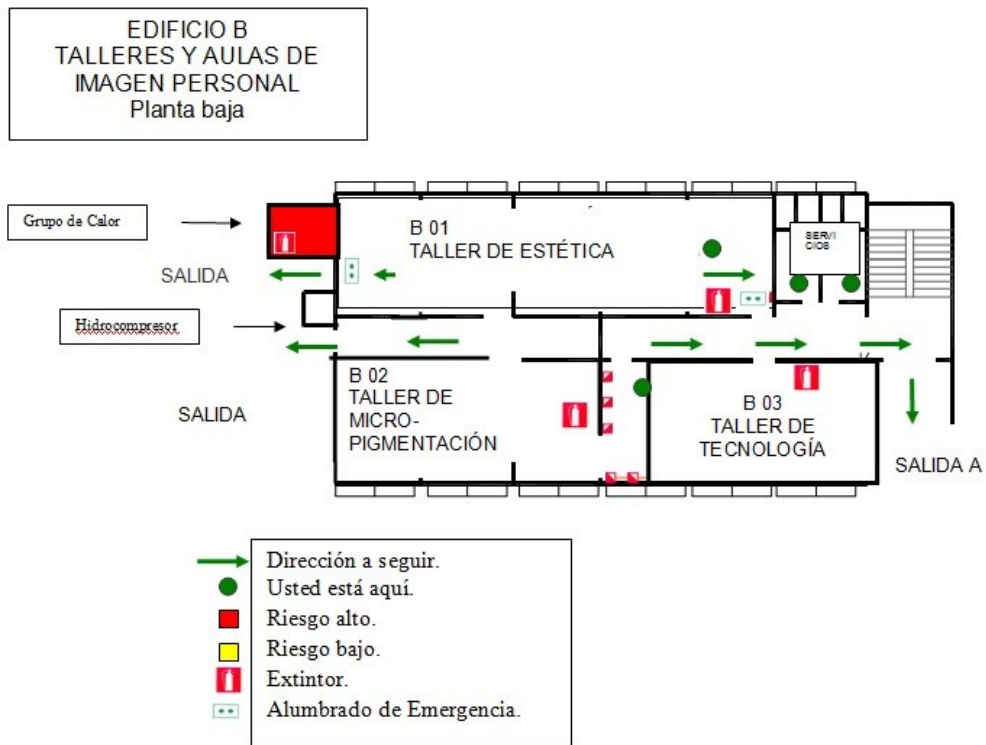 EDIFICIO B
TALLERES Y AULAS DE
IMAGEN PERSONAL
Planta baja
Grupo de Calor
B 01
TALLER DE ESTÉTICA
SERVI
CIOS
SALIDA
Hidrocompresor
B 02
TALLER DE
MICRO-
PIGMENTACIÓN
SALIDA
B 03
TALLER DE
TECNOLOGÍA
SALIDA A
Dirección a seguir.
Usted está aquí.
Riesgo alto.
Riesgo bajo.
Extintor.
Alumbrado de Emergencia.